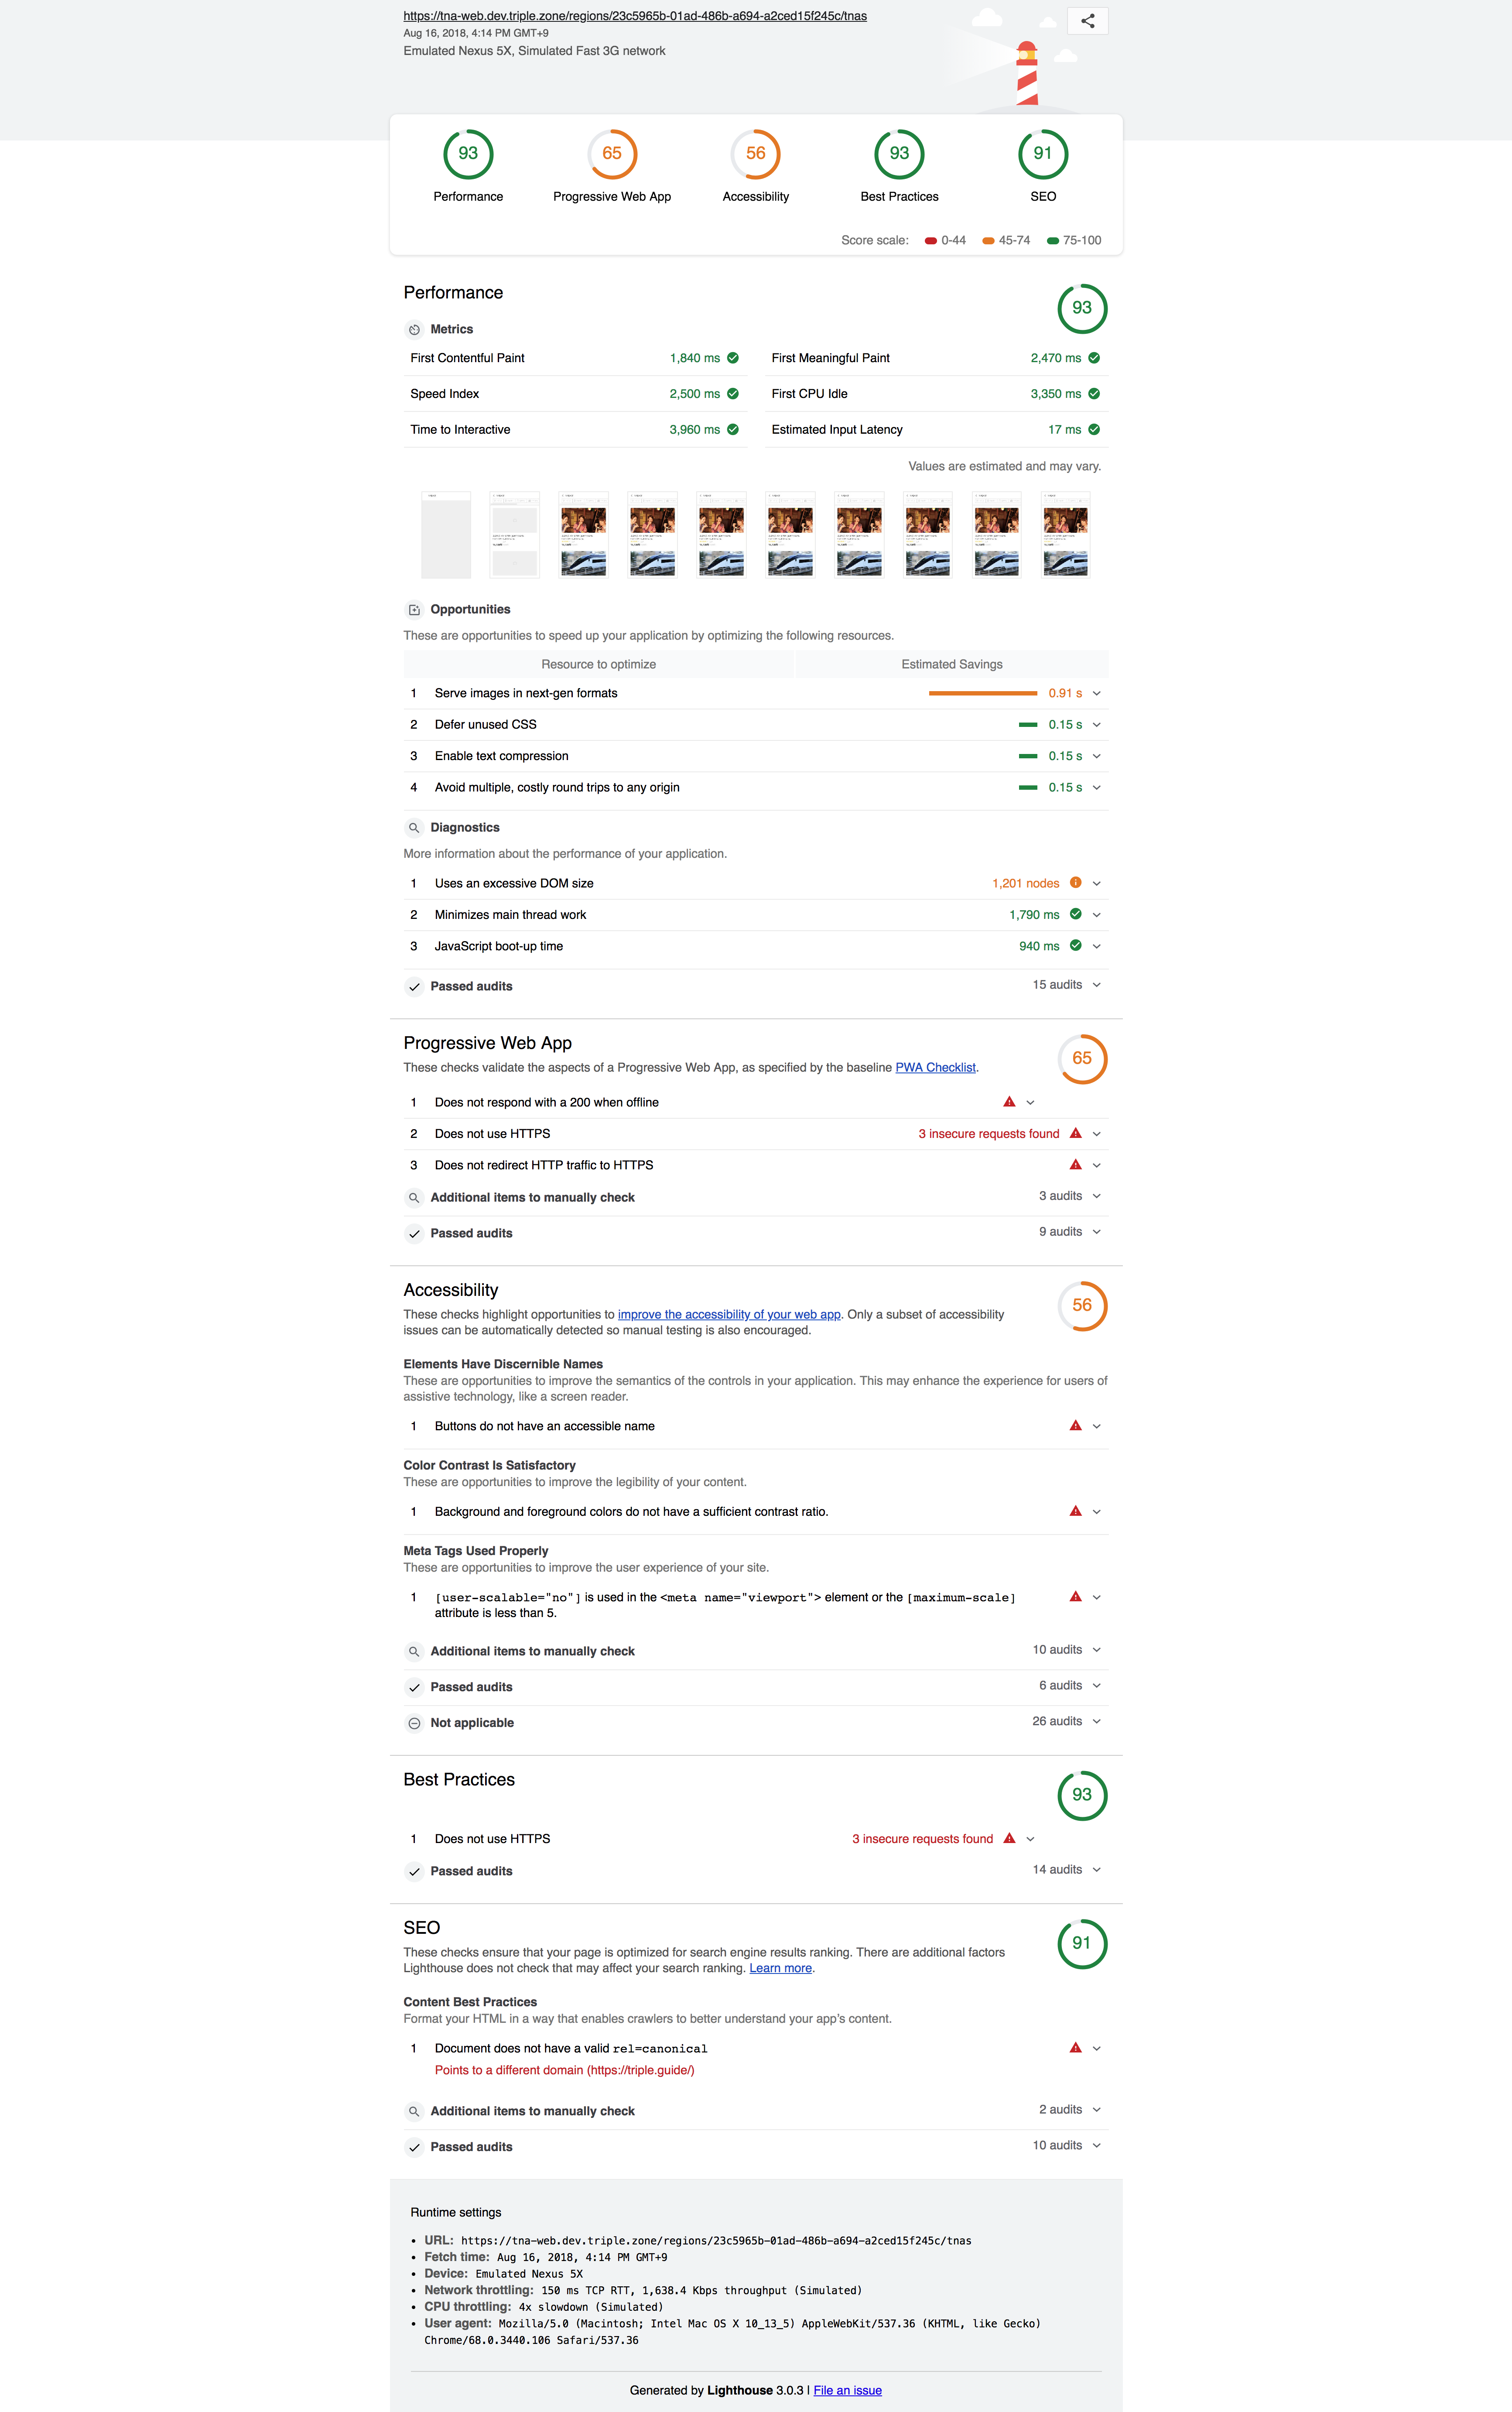 https://tna-web.dev.triple.zone/regions/23c5965b-01ad-486b-a694-a2ced15f245c/tnas
Aug 16, 2018, 4:14 PM GMT+9
Emulated Nexus 5X, Simulated Fast 3G network
93 65 56 93 91
Performance Progressive Web App Accessibility Best Practices SEO
Score scale: 0-44 45-74 75-100
Performance 93
Metrics
First Contentful Paint 1,840 ms First Meaningful Paint 2,470 ms
Speed Index 2,500 ms First CPU Idle 3,350 ms
Time to Interactive 3,960 ms Estimated Input Latency 17 ms
Values are estimated and may vary.
Opportunities
These are opportunities to speed up your application by optimizing the following resources.
Resource to optimize Estimated Savings
1 Serve images in next-gen formats 0.91 s
2 Defer unused CSS 0.15 s
3 Enable text compression 0.15 s
4 Avoid multiple, costly round trips to any origin 0.15 s
Diagnostics
More information about the performance of your application.
1 Uses an excessive DOM size 1,201 nodes
2 Minimizes main thread work 1,790 ms
3 JavaScript boot-up time 940 ms
Passed audits 15 audits
Progressive Web App 65
These checks validate the aspects of a Progressive Web App, as specified by the baseline PWA Checklist.
1 Does not respond with a 200 when offline
2 Does not use HTTPS 3 insecure requests found
3 Does not redirect HTTP traffic to HTTPS
Additional items to manually check 3 audits
Passed audits 9 audits
Accessibility 56
These checks highlight opportunities to improve the accessibility of your web app. Only a subset of accessibility
issues can be automatically detected so manual testing is also encouraged.
Elements Have Discernible Names
These are opportunities to improve the semantics of the controls in your application. This may enhance the experience for users of
assistive technology, like a screen reader.
1 Buttons do not have an accessible name
Color Contrast Is Satisfactory
These are opportunities to improve the legibility of your content.
1 Background and foreground colors do not have a sufficient contrast ratio.
Meta Tags Used Properly
These are opportunities to improve the user experience of your site.
1 [user-scalable="no"] is used in the <meta name="viewport"> element or the [maximum-scale]
attribute is less than 5.
Additional items to manually check 10 audits
Passed audits 6 audits
Not applicable 26 audits
Best Practices 93
1 Does not use HTTPS 3 insecure requests found
Passed audits 14 audits
SEO 91
These checks ensure that your page is optimized for search engine results ranking. There are additional factors
Lighthouse does not check that may affect your search ranking. Learn more.
Content Best Practices
Format your HTML in a way that enables crawlers to better understand your app's content.
1 Document does not have a valid rel=canonical
Points to a different domain (https://triple.guide/)
Additional items to manually check 2 audits
Passed audits 10 audits
Runtime settings
• URL: https://tna-web.dev.triple.zone/regions/23c5965b-01ad-486b-a694-a2ced15f245c/tnas
• Fetch time: Aug 16, 2018, 4:14 PM GMT+9
• Device: Emulated Nexus 5X
• Network throttling: 150 ms TCP RTT, 1,638.4 Kbps throughput (Simulated)
• CPU throttling: 4x slowdown (Simulated)
• User agent: Mozilla/5.0 (Macintosh; Intel Mac OS X 10_13_5) AppleWebKit/537.36 (KHTML, like Gecko)
Chrome/68.0.3440.106 Safari/537.36
Generated by Lighthouse 3.0.3 | File an issue